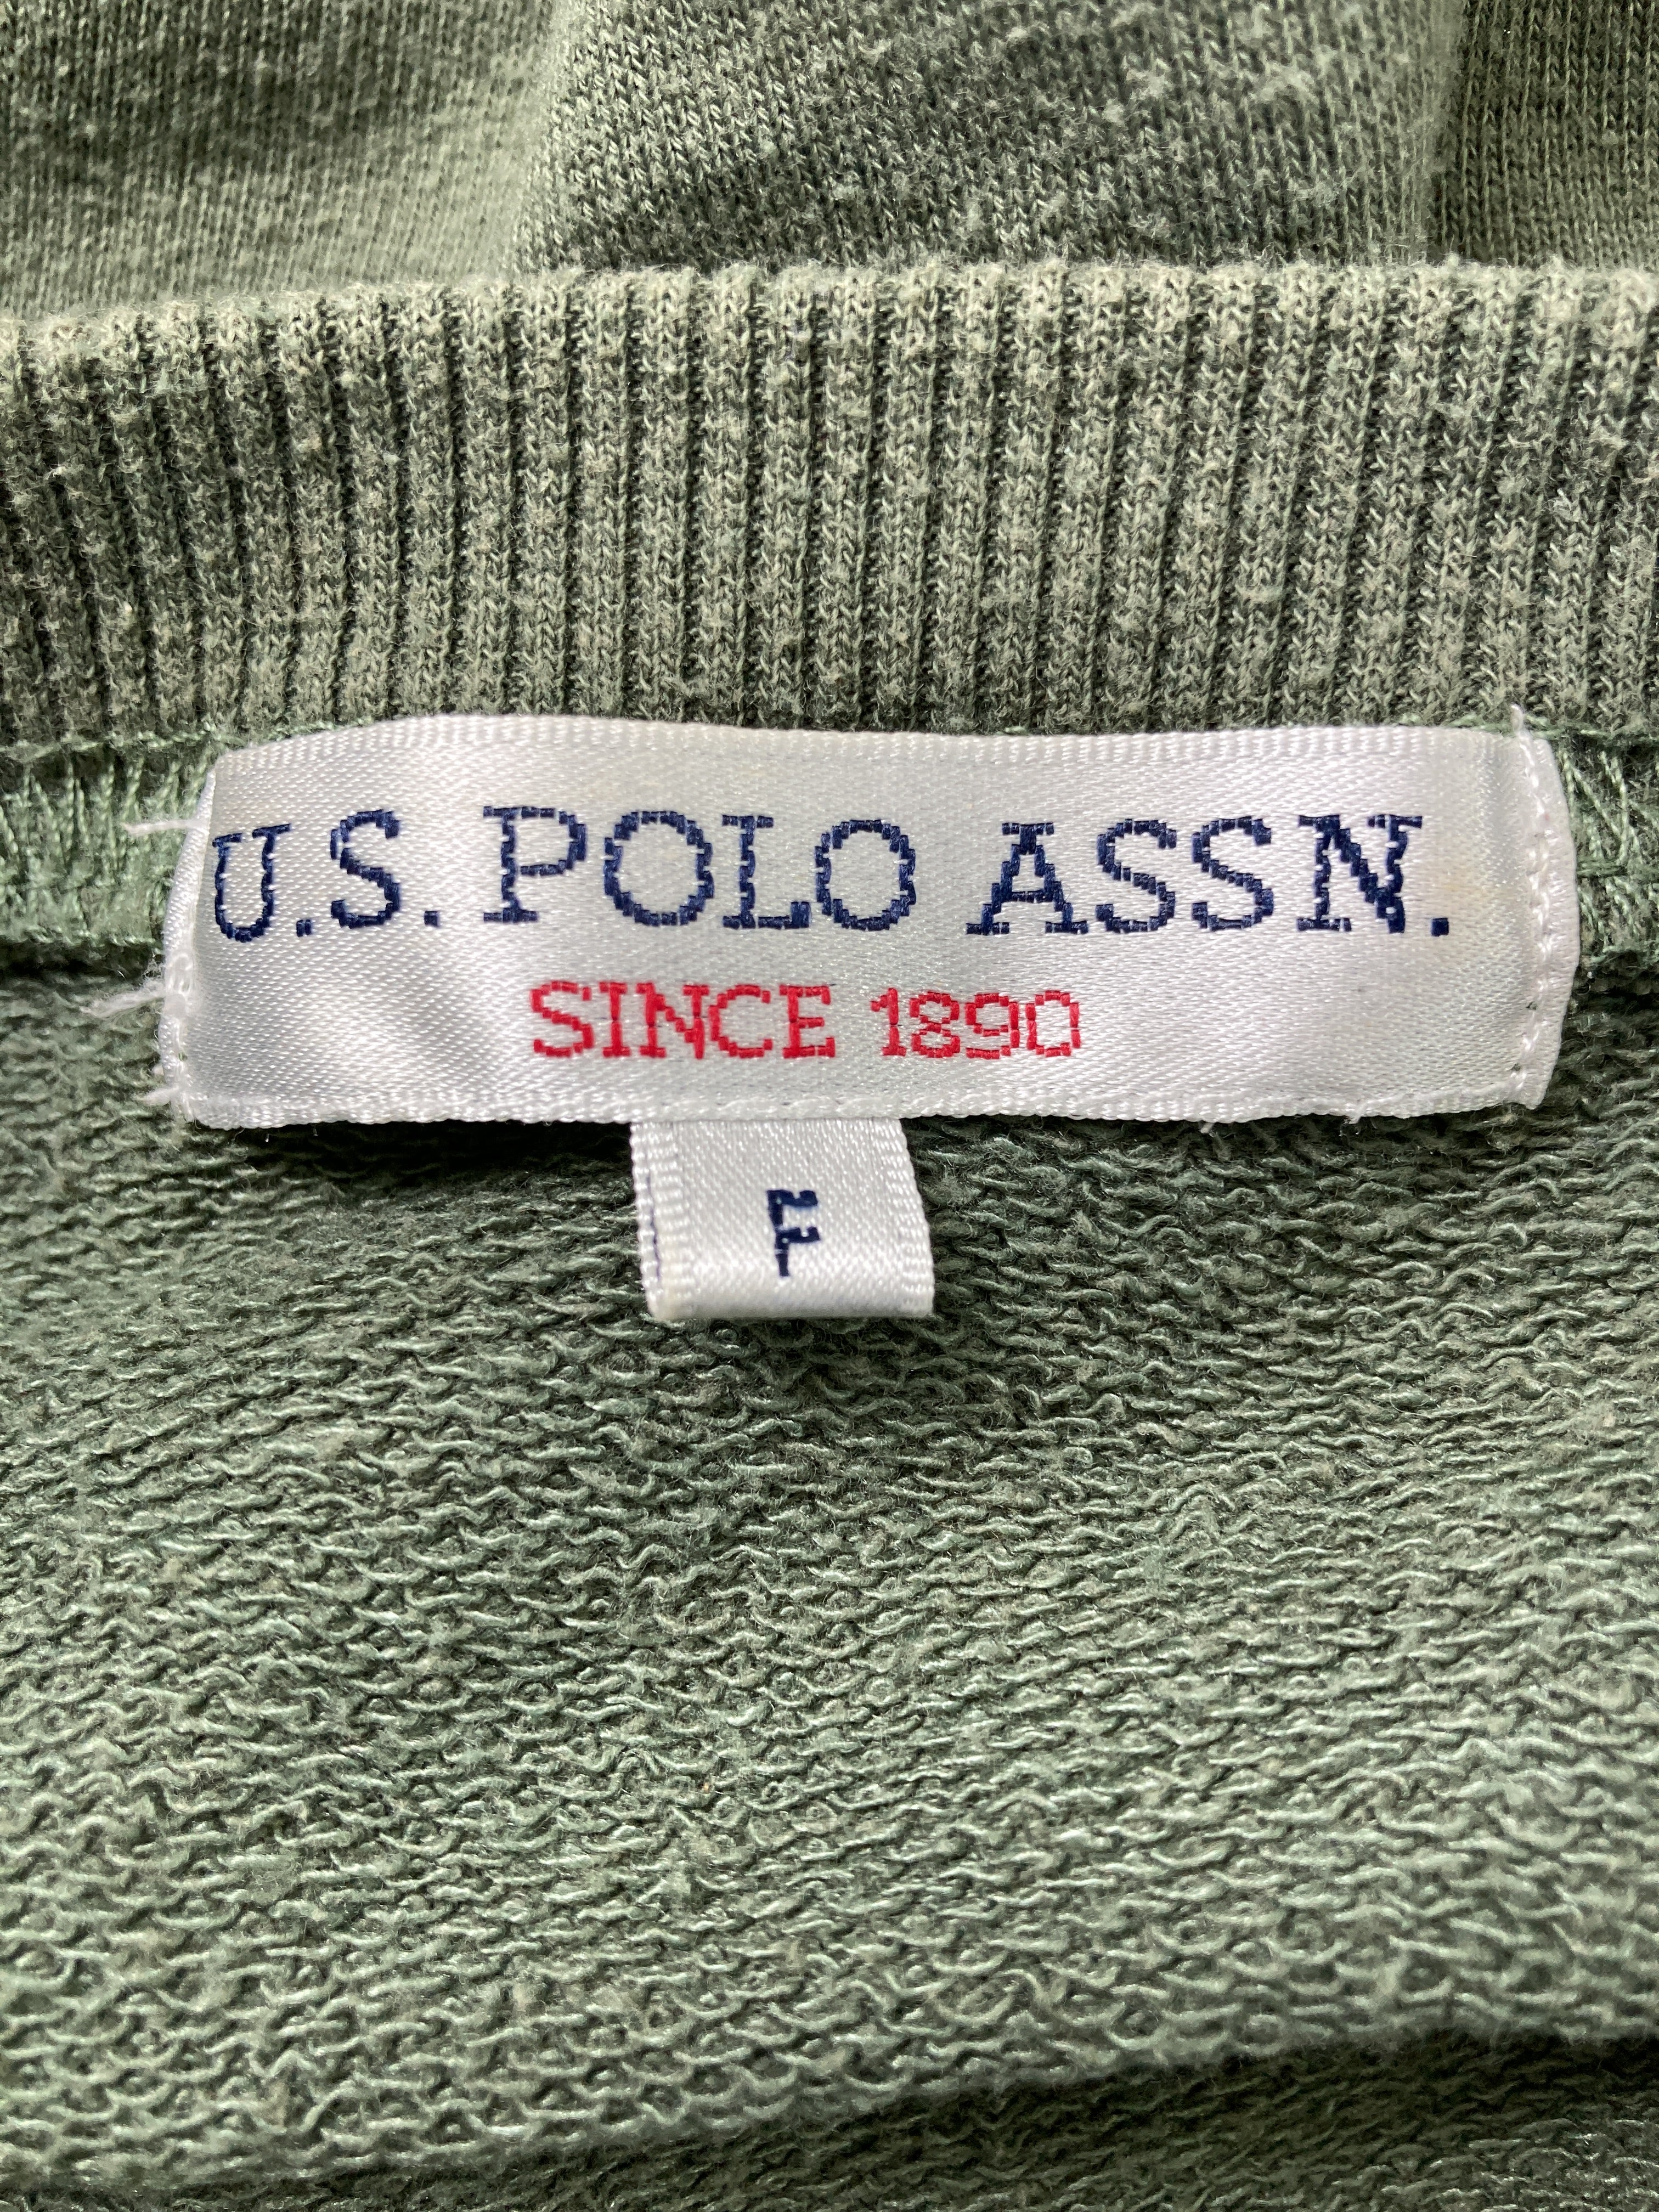 U.S. POLO ASSN.
SINCE 1890
F